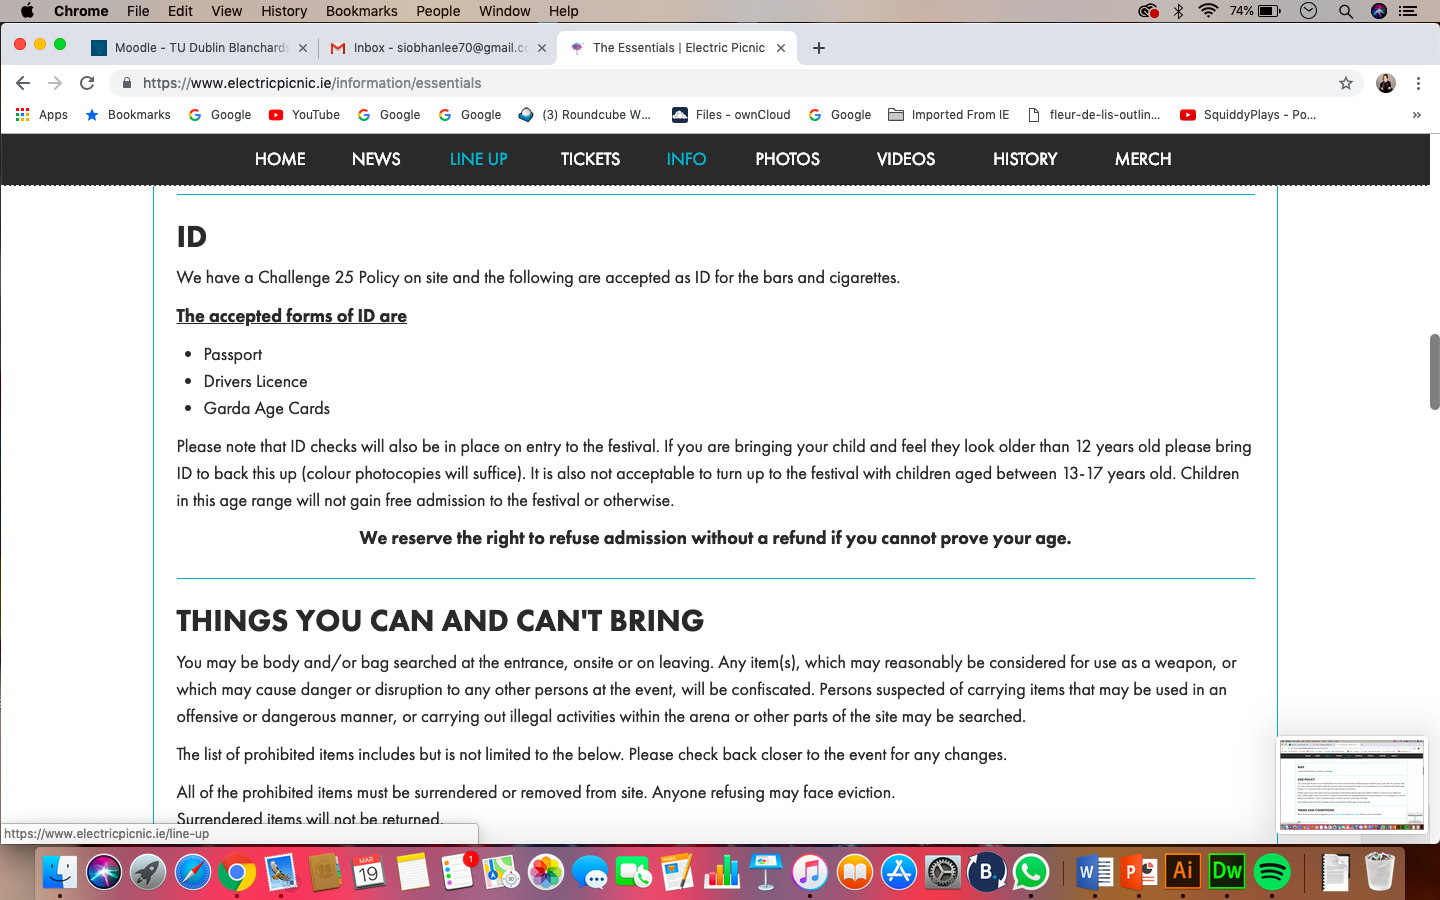 Chrome File Edit View History Bookmarks People Window Help 74%
Moodle - TU Dublin Blanchards Inbox - siobhanlee70@gmail.co The Essentials | Electric Picnic
https://www.electricpicnic.ie/information/essentials
Apps Bookmarks Google YouTube Google Google (3) Roundcube W... Files - ownCloud Google Imported From IE fleur-de-lis-outlin... SquiddyPlays - Po... »
HOME NEWS LINE UP TICKETS INFO PHOTOS VIDEOS HISTORY MERCH
ID
We have a Challenge 25 Policy on site and the following are accepted as ID for the bars and cigarettes.
The accepted forms of ID are
• Passport
• Drivers Licence
• Garda Age Cards
Please note that ID checks will also be in place on entry to the festival. If you are bringing your child and feel they look older than 12 years old please bring
ID to back this up (colour photocopies will suffice). It is also not acceptable to turn up to the festival with children aged between 13-17 years old. Children
in this age range will not gain free admission to the festival or otherwise.
We reserve the right to refuse admission without a refund if you cannot prove your age.
THINGS YOU CAN AND CAN'T BRING
You may be body and/or bag searched at the entrance, onsite or on leaving. Any item(s), which may reasonably be considered for use as a weapon, or
which may cause danger or disruption to any other persons at the event, will be confiscated. Persons suspected of carrying items that may be used in an
offensive or dangerous manner, or carrying out illegal activities within the arena or other parts of the site may be searched.
The list of prohibited items includes but is not limited to the below. Please check back closer to the event for any changes.
All of the prohibited items must be surrendered or removed from site. Anyone refusing may face eviction.
Surrendered items will not be returned.
MAP
AGE POLICY
TERMS AND CONDITIONS
https://www.electricpicnic.ie/line-up
MAR
19
1
B.
W P Ai Dw